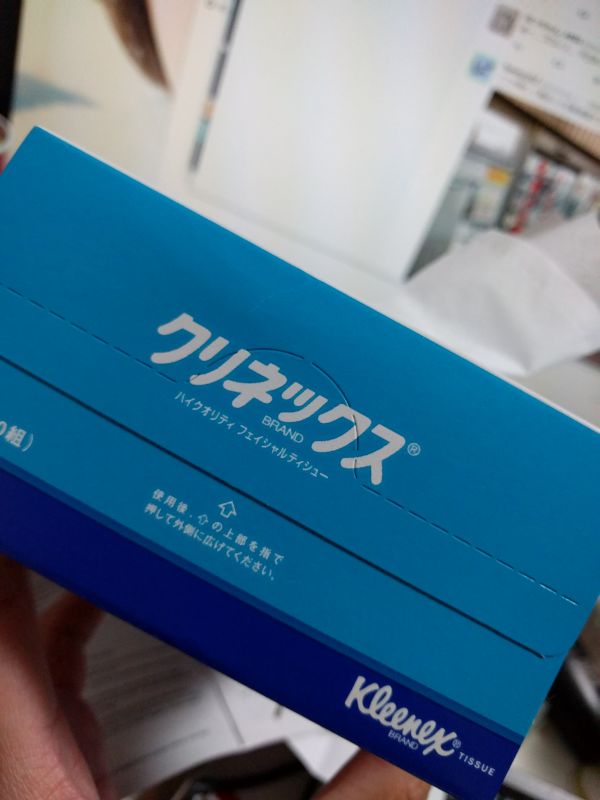 クリネックス®
BRAND
ハイクオリティ フェイシャルティシュー
0組)
使用後、⇧の上部を指で
押して外側に広げてください。
Kleenex®
BRAND
TISSUE